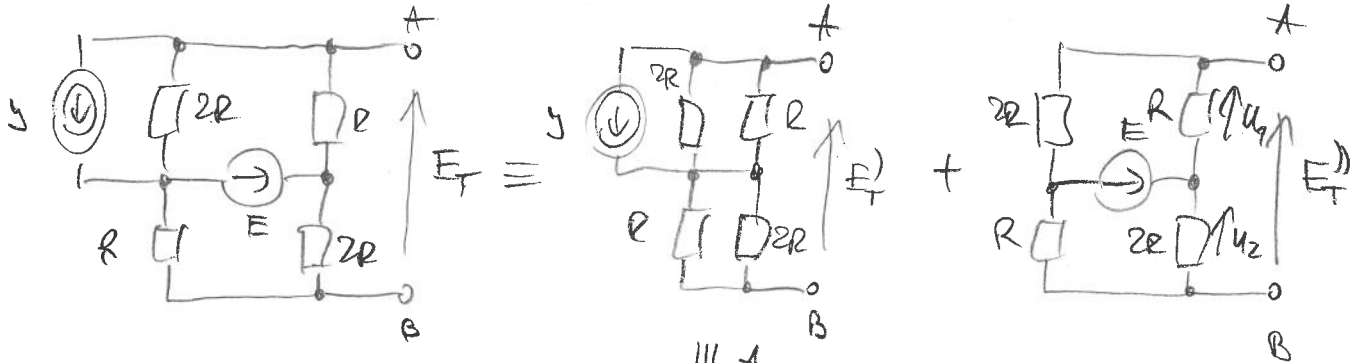 A A A
y 2R R E_T ≡ y 2R R E_T') + 2R R E u_1 E_T'')
R E 2R R 2R R 2R u_2
B B B